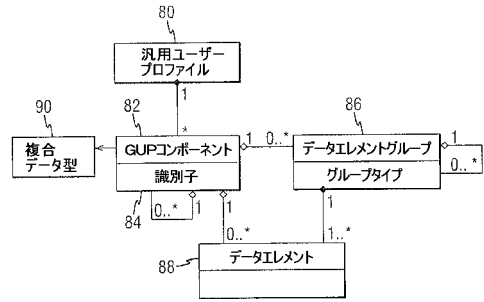 80
汎用ユーザー
プロファイル
1
90
82
86
*
複合
データ型
GUPコンポーネント
識別子
1
0..*
データエレメントグループ
グループタイプ
1
0..*
84
0..*
1
1
1
0..*
1..*
88
データエレメント